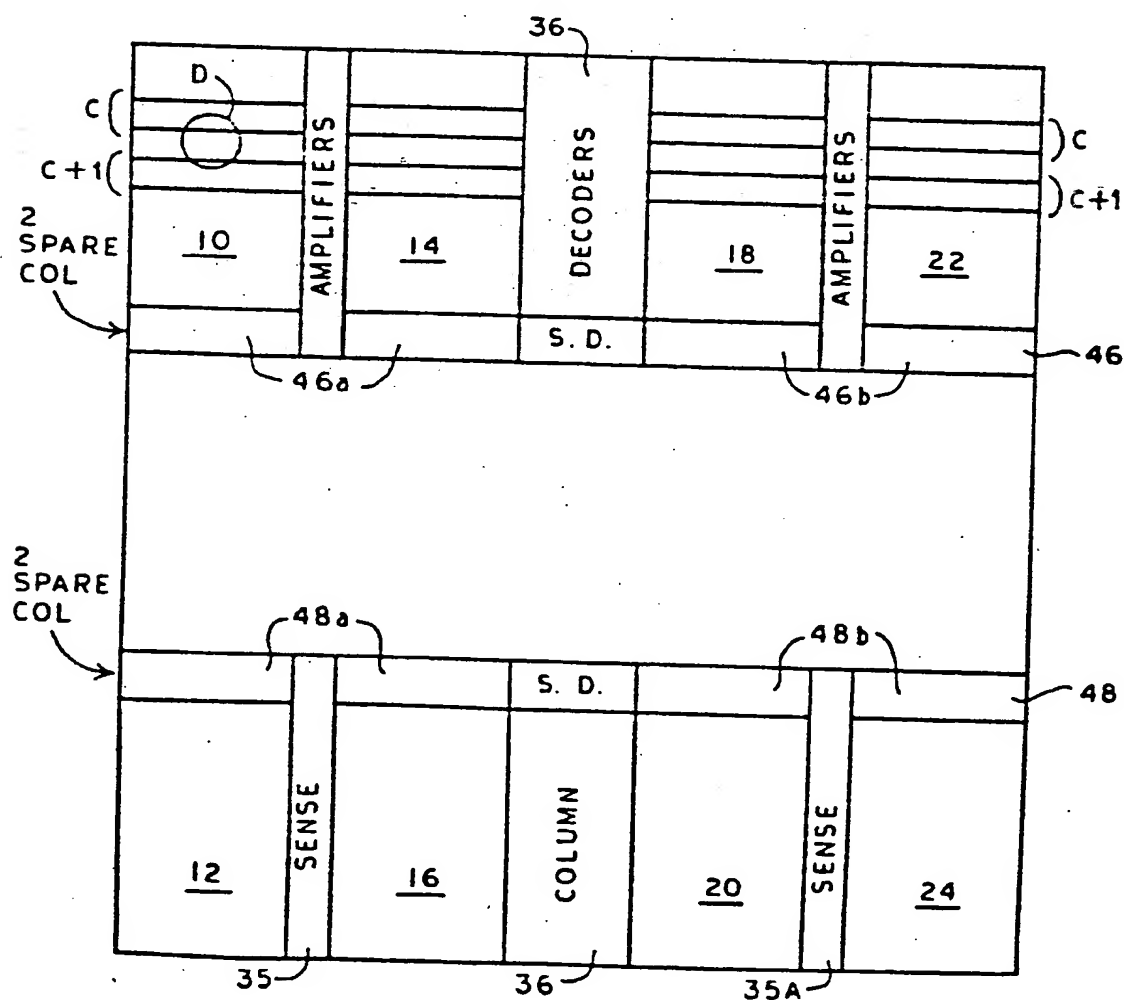 36
D
C
C
C+1
C+1
2
SPARE
COL
10
AMPLIFIERS
14
DECODERS
18
AMPLIFIERS
22
S. D.
46a
46b
46
2
SPARE
COL
48a
48b
S. D.
48
12
SENSE
16
COLUMN
20
SENSE
24
35
36
35A